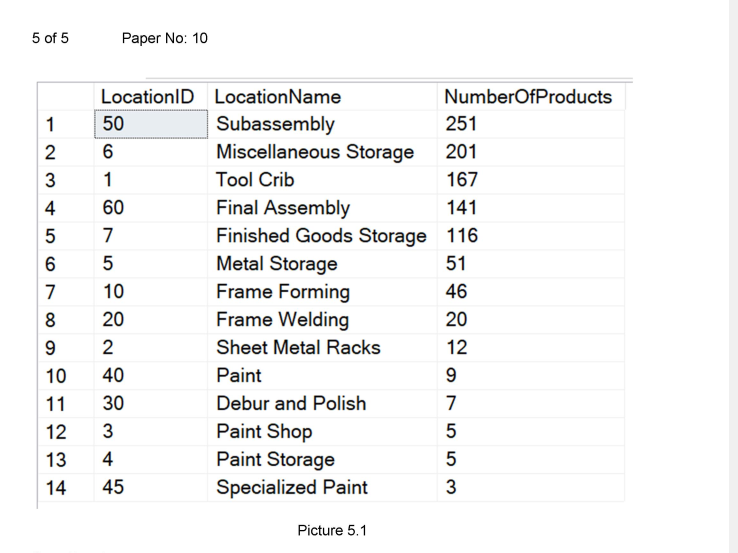 5 of 5 Paper No: 10
LocationID LocationName NumberOfProducts
1 50 Subassembly 251
2 6 Miscellaneous Storage 201
3 1 Tool Crib 167
4 60 Final Assembly 141
5 7 Finished Goods Storage 116
6 5 Metal Storage 51
7 10 Frame Forming 46
8 20 Frame Welding 20
9 2 Sheet Metal Racks 12
10 40 Paint 9
11 30 Debur and Polish 7
12 3 Paint Shop 5
13 4 Paint Storage 5
14 45 Specialized Paint 3
Picture 5.1